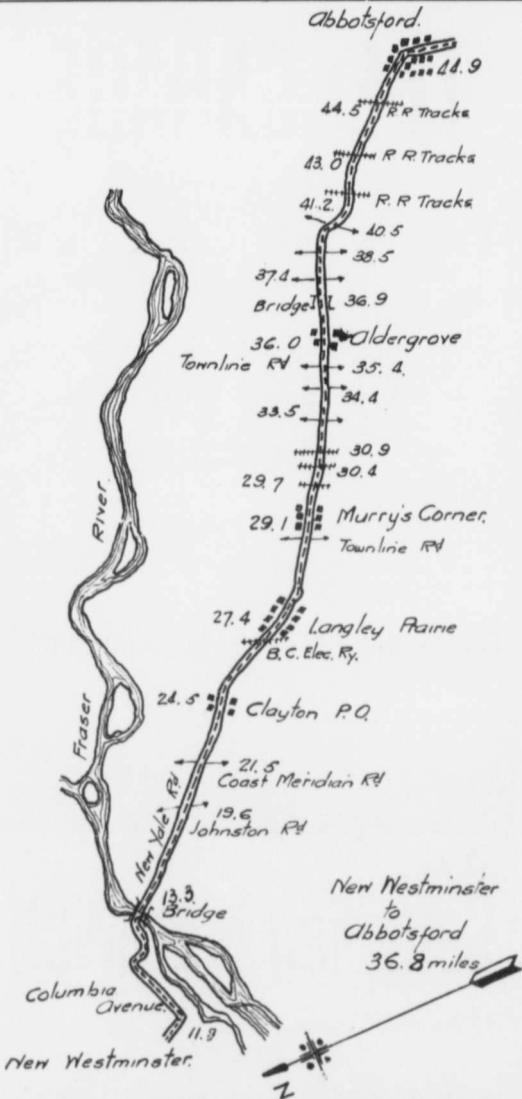 Abbotsford.
44.9
44.5 R R Tracks
43.0 R R. Tracks
41.2 R. R Tracks
40.5
38.5
37.4
Bridge 36.9
36.0 Aldergrove
Townline Rd 35.4
34.4
33.5
30.9
30.4
29.7
29.1 Murry's Corner.
Townline Rd
27.4 Langley Prairie
B.C. Elec. Ry.
24.5 Clayton P.O.
21.5
Coast Meridian Rd
19.6
Johnston Rd
New Yale Rd
River.
Fraser
13.3
Bridge
Columbia
Avenue.
11.9
New Westminster.
New Westminster
to
Abbotsford
36.8 miles
N